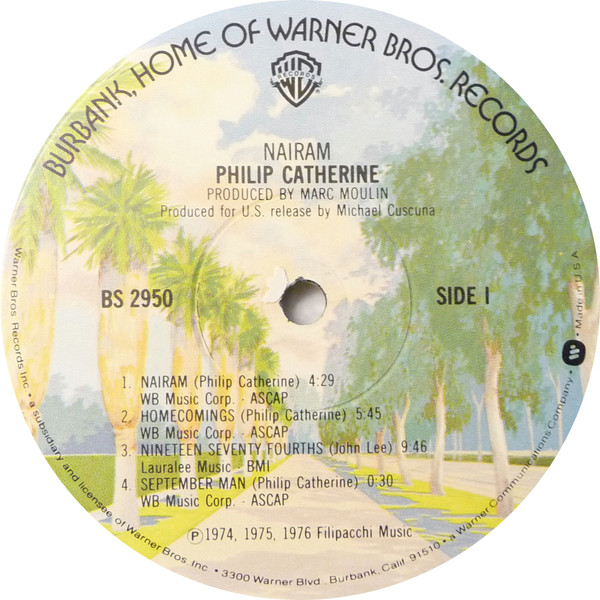 BURBANK, HOME OF WARNER BROS. RECORDS
WB
RECORDS
NAIRAM
PHILIP CATHERINE
PRODUCED BY MARC MOULIN
Produced for U.S. release by Michael Cuscuna
BS 2950
SIDE I
1. NAIRAM (Philip Catherine) 4:29
WB Music Corp. - ASCAP
2. HOMECOMINGS (Philip Catherine) 5:45
WB Music Corp. - ASCAP
3. NINETEEN SEVENTY FOURTHS (John Lee) 9:46
Lauralee Music - BMI
4. SEPTEMBER MAN (Philip Catherine) 0:30
WB Music Corp. - ASCAP
Ⓟ1974, 1975, 1976 Filipacchi Music
Warner Bros. Records Inc. • a subsidiary and licensee of Warner Bros. Inc. • 3300 Warner Blvd., Burbank, Calif. 91510 • a Warner Communications Company • Made in U.S.A.